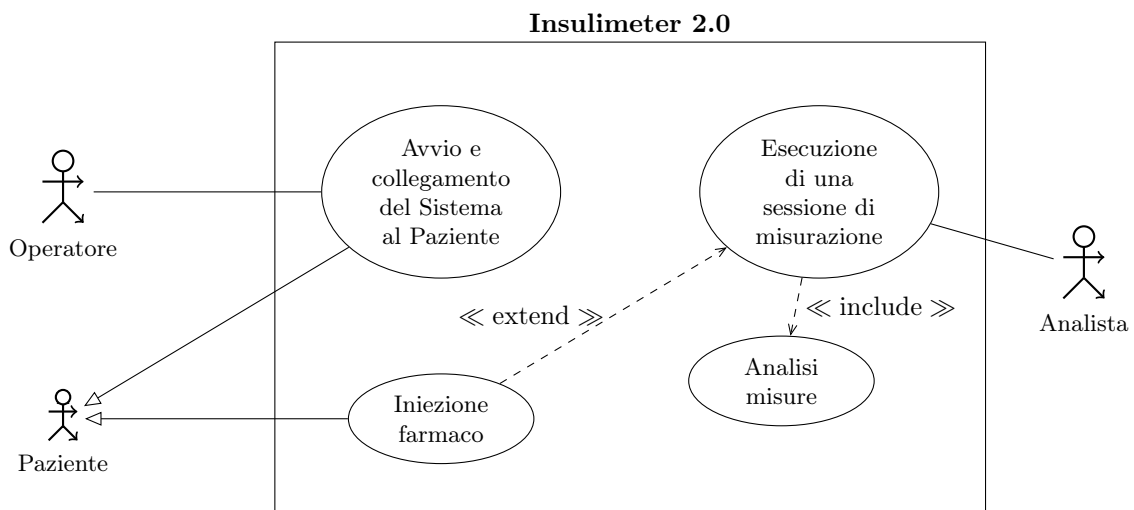 Insulimeter 2.0
Avvio e
collegamento
del Sistema
al Paziente
Esecuzione
di una
sessione di
misurazione
Operatore
≪ extend ≫
≪ include ≫
Analista
Analisi
misure
Iniezione
farmaco
Paziente